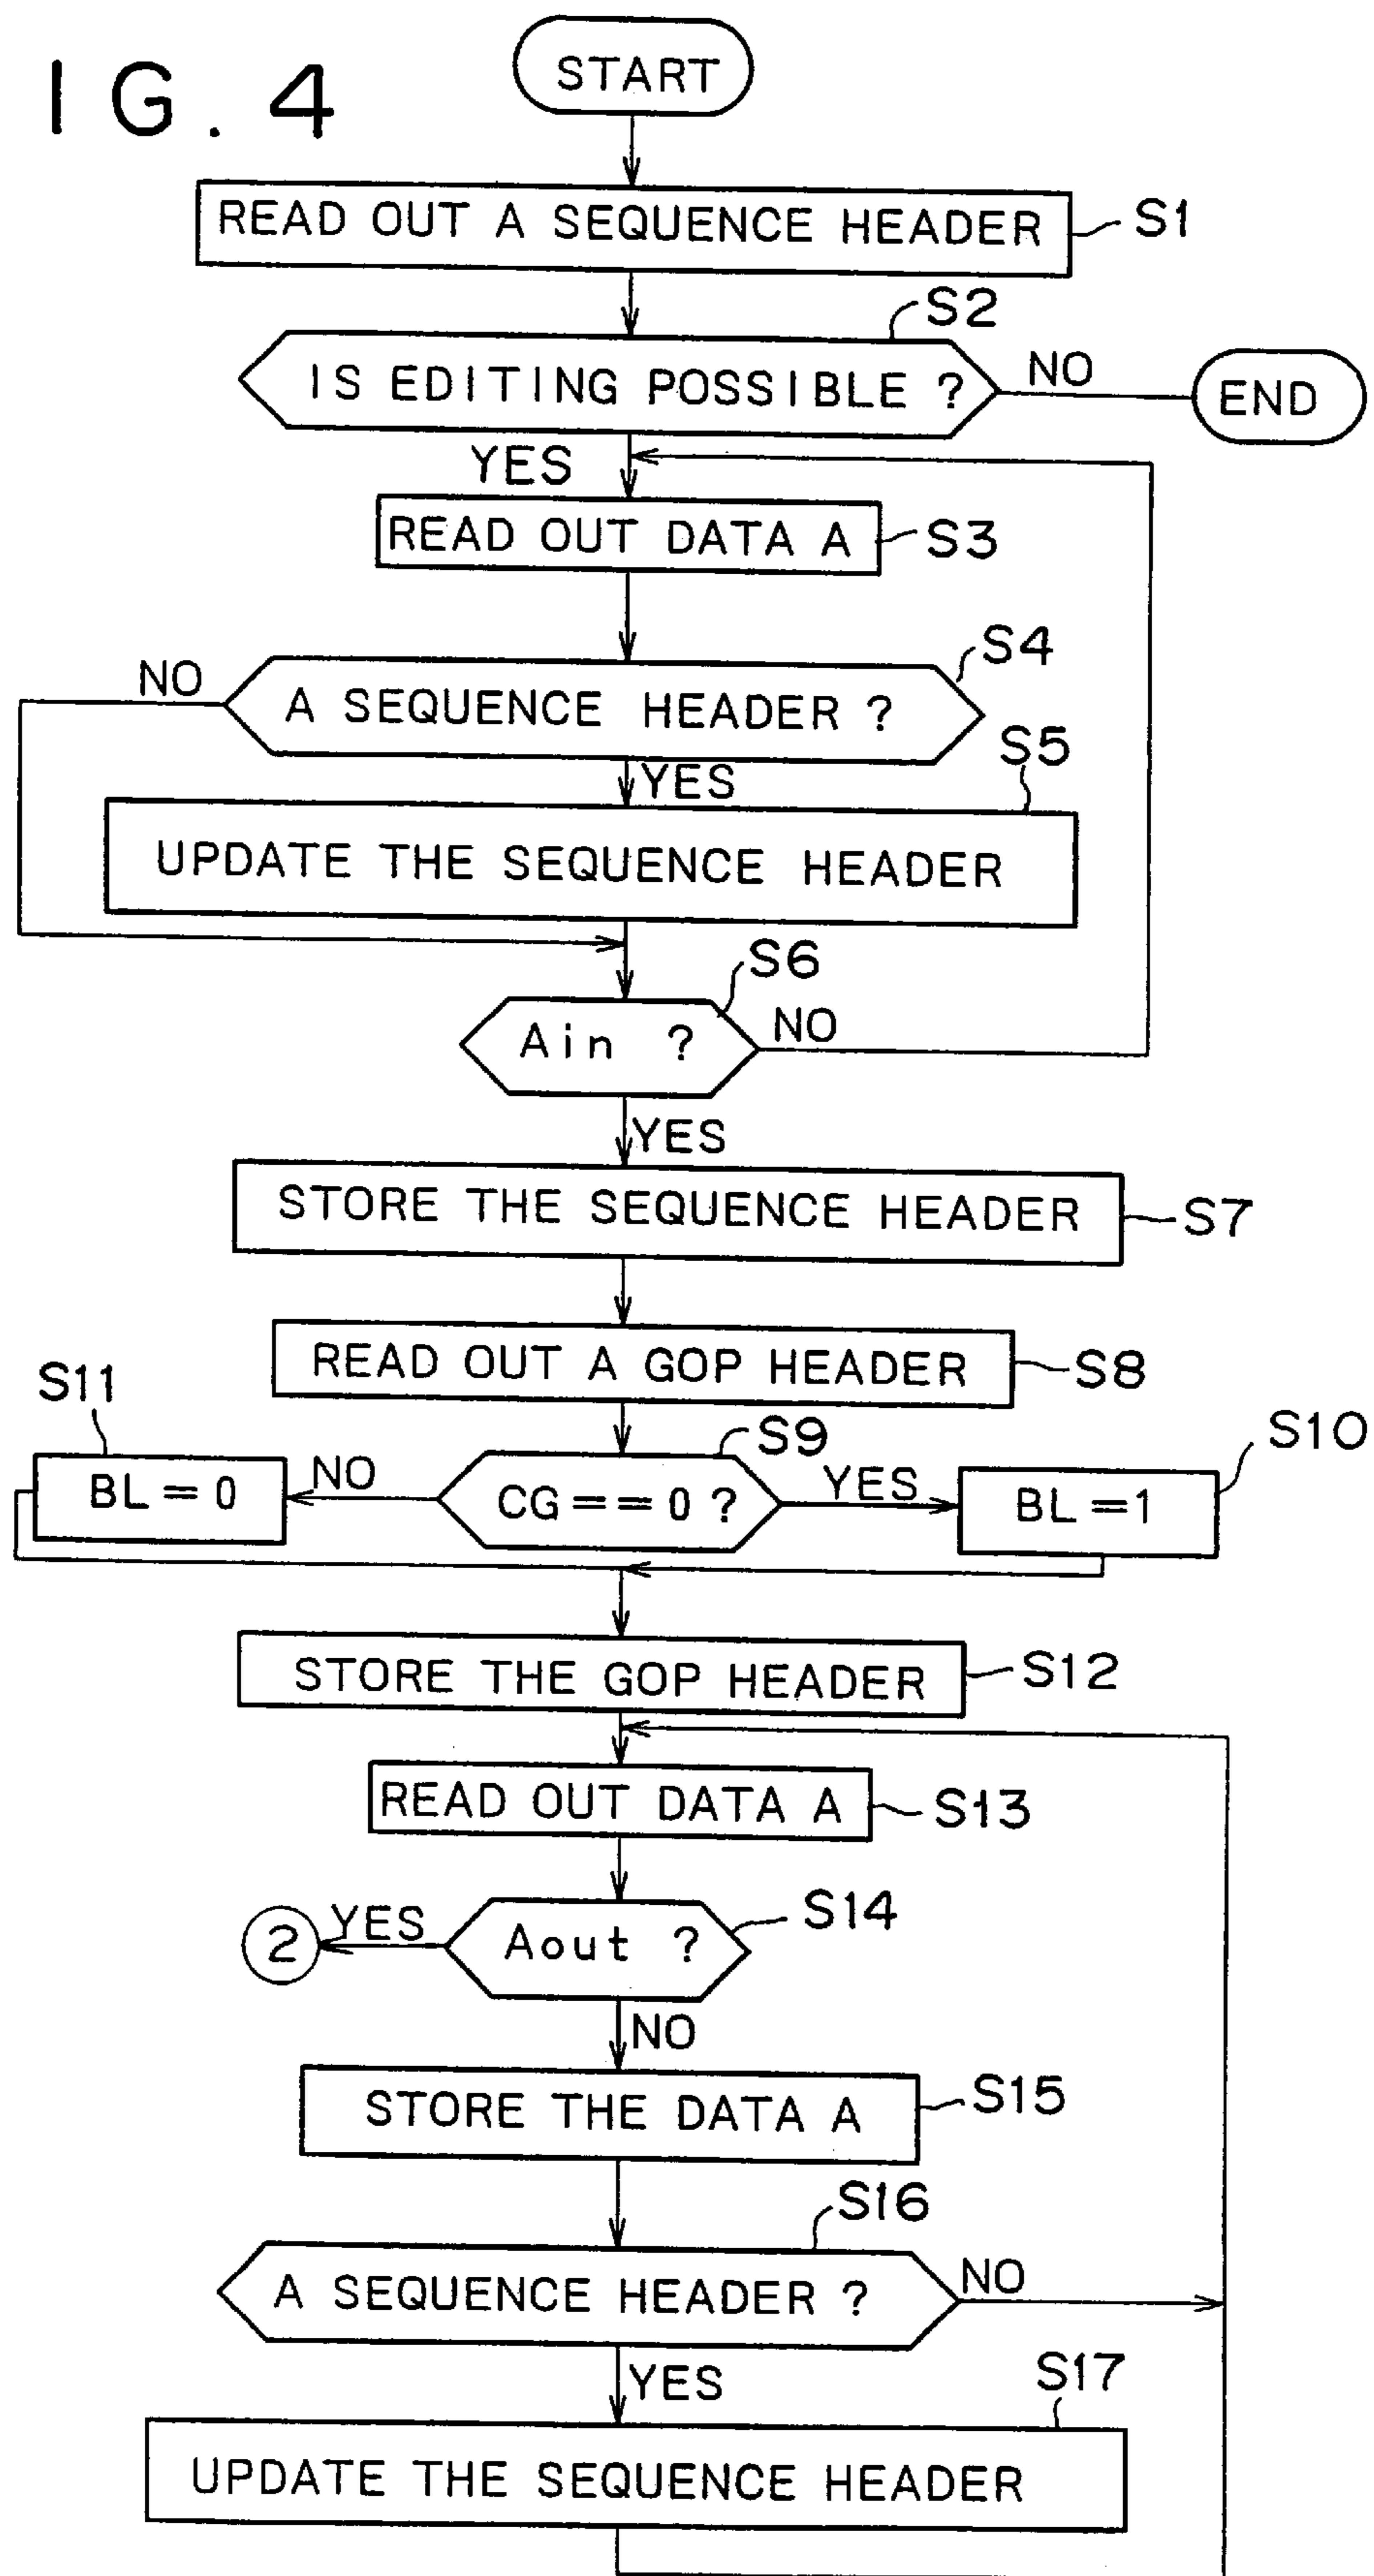 IG. 4
START
READ OUT A SEQUENCE HEADER
S1
S2
IS EDITING POSSIBLE ?
NO
END
YES
READ OUT DATA A
S3
S4
NO
A SEQUENCE HEADER ?
S5
YES
UPDATE THE SEQUENCE HEADER
S6
Ain ?
NO
YES
STORE THE SEQUENCE HEADER
S7
READ OUT A GOP HEADER
S8
S11
S9
S10
BL = 0
NO
CG == 0 ?
YES
BL = 1
STORE THE GOP HEADER
S12
READ OUT DATA A
S13
S14
2
YES
Aout ?
NO
STORE THE DATA A
S15
S16
A SEQUENCE HEADER ?
NO
YES
S17
UPDATE THE SEQUENCE HEADER